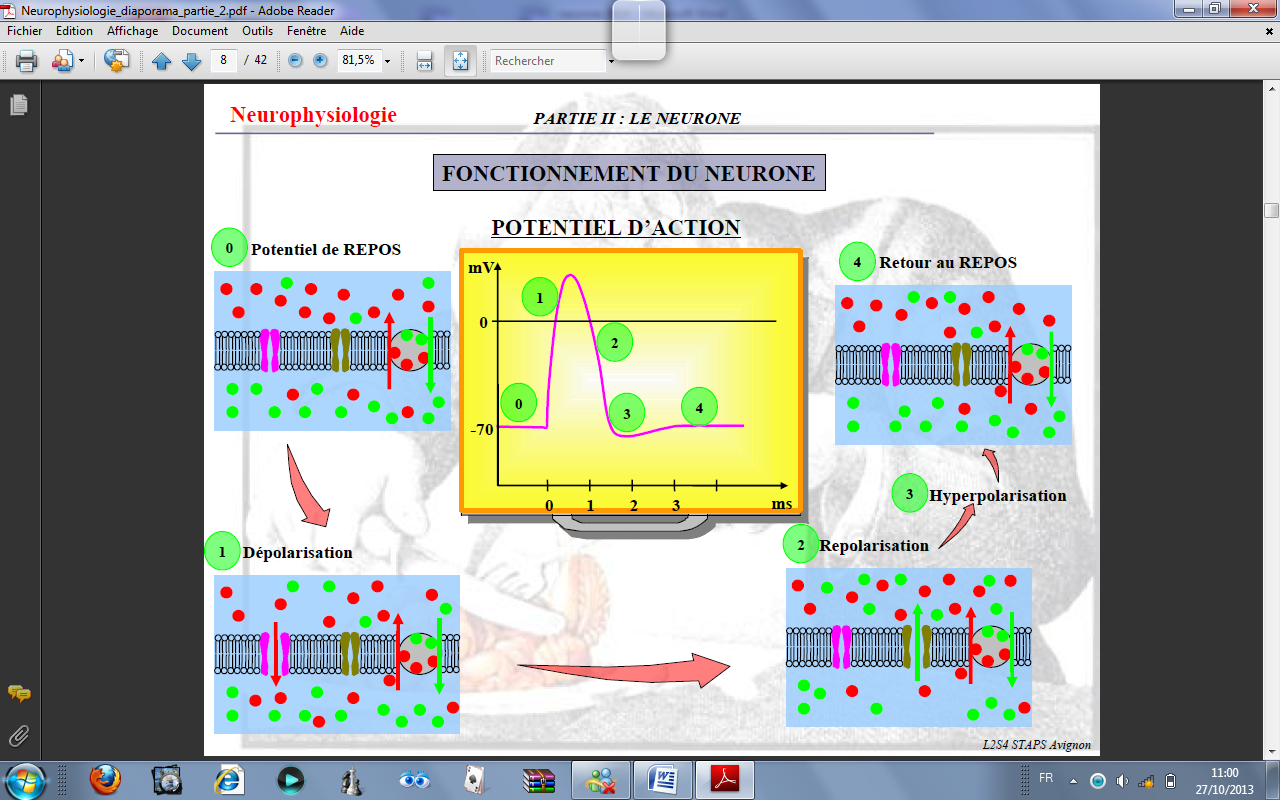 Neurophysiologie_diaporama_partie_2.pdf - Adobe Reader
Fichier Edition Affichage Document Outils Fenêtre Aide
8 / 42 81,5% Rechercher
Neurophysiologie
PARTIE II : LE NEURONE
FONCTIONNEMENT DU NEURONE
POTENTIEL D'ACTION
0 Potentiel de REPOS
mV
0
-70
0 1 2 3 4
0 1 2 3 ms
4 Retour au REPOS
3 Hyperpolarisation
2 Repolarisation
1 Dépolarisation
L2S4 STAPS Avignon
FR
11:00
27/10/2013